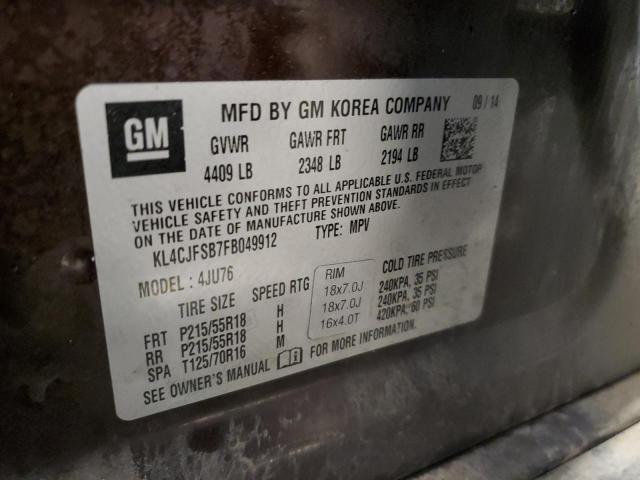 GM
MFD BY GM KOREA COMPANY 09 / 14
GVWR GAWR FRT GAWR RR
4409 LB 2348 LB 2194 LB
THIS VEHICLE CONFORMS TO ALL APPLICABLE U.S. FEDERAL MOTOR
VEHICLE SAFETY AND THEFT PREVENTION STANDARDS IN EFFECT
ON THE DATE OF MANUFACTURE SHOWN ABOVE.
KL4CJFSB7FB049912 TYPE: MPV
MODEL : 4JU76
TIRE SIZE SPEED RTG RIM COLD TIRE PRESSURE
FRT P215/55R18 H 18x7.0J 240KPA, 35 PSI
RR P215/55R18 H 18x7.0J 240KPA, 35 PSI
SPA T125/70R16 M 16x4.0T 420KPA, 60 PSI
SEE OWNER'S MANUAL FOR MORE INFORMATION.